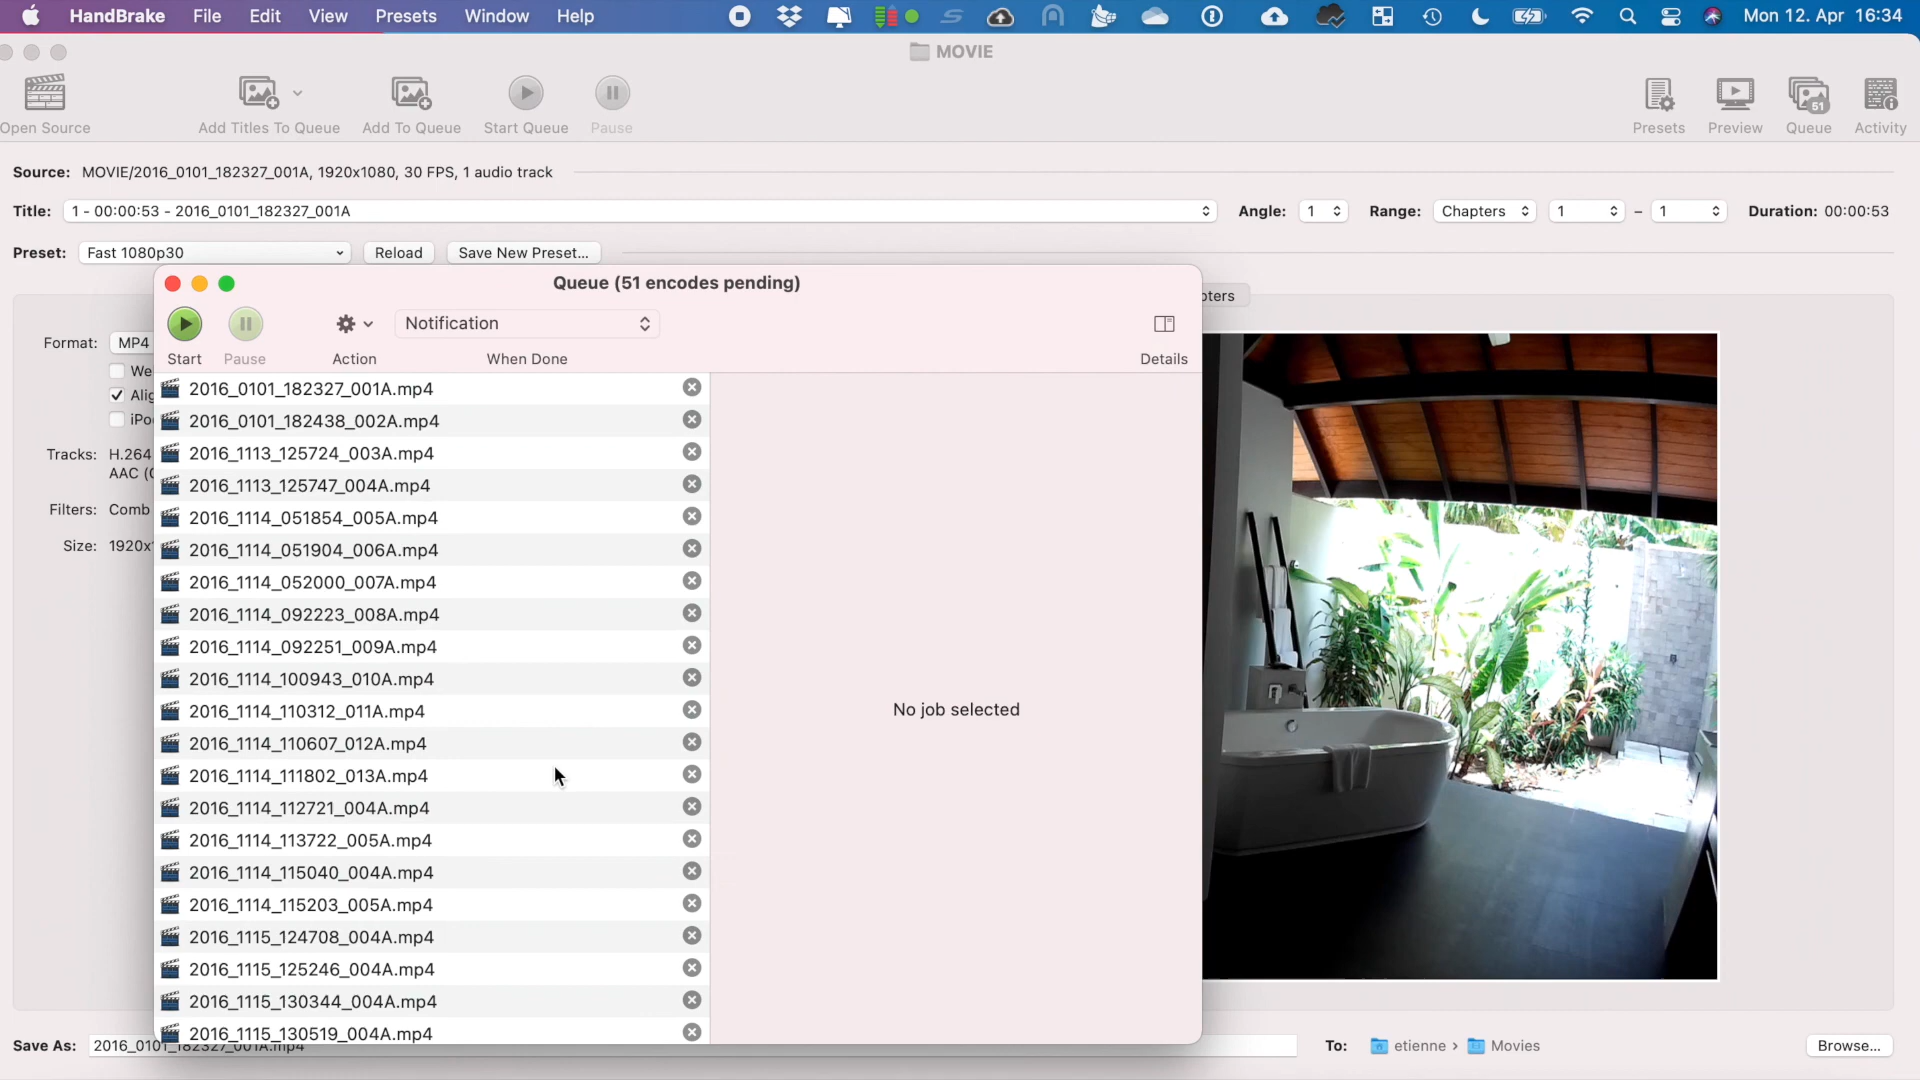 HandBrake File Edit View Presets Window Help Mon 12. Apr 16:34
MOVIE
Open Source Add Titles To Queue Add To Queue Start Queue Pause Presets Preview 51 Queue Activity
Source: MOVIE/2016_0101_182327_001A, 1920x1080, 30 FPS, 1 audio track
Title: 1 - 00:00:53 - 2016_0101_182327_001A Angle: 1 Range: Chapters 1 – 1 Duration: 00:00:53
Preset: Fast 1080p30 Reload Save New Preset...
Queue (51 encodes pending)
Notification
Start Pause Action When Done Details
Format: MP4
Tracks: H.264
AAC
Filters: Comb
Size:
2016_0101_182327_001A.mp4
2016_0101_182438_002A.mp4
2016_1113_125724_003A.mp4
2016_1113_125747_004A.mp4
2016_1114_051854_005A.mp4
2016_1114_051904_006A.mp4
2016_1114_052000_007A.mp4
2016_1114_092223_008A.mp4
2016_1114_092251_009A.mp4
2016_1114_100943_010A.mp4
2016_1114_110312_011A.mp4
2016_1114_110607_012A.mp4
2016_1114_111802_013A.mp4
2016_1114_112721_004A.mp4
2016_1114_113722_005A.mp4
2016_1114_115040_004A.mp4
2016_1114_115203_005A.mp4
2016_1115_124708_004A.mp4
2016_1115_125246_004A.mp4
2016_1115_130344_004A.mp4
2016_1115_130519_004A.mp4
No job selected
Save As: 2016_0101_182327_001A.mp4 To: etienne › Movies Browse...